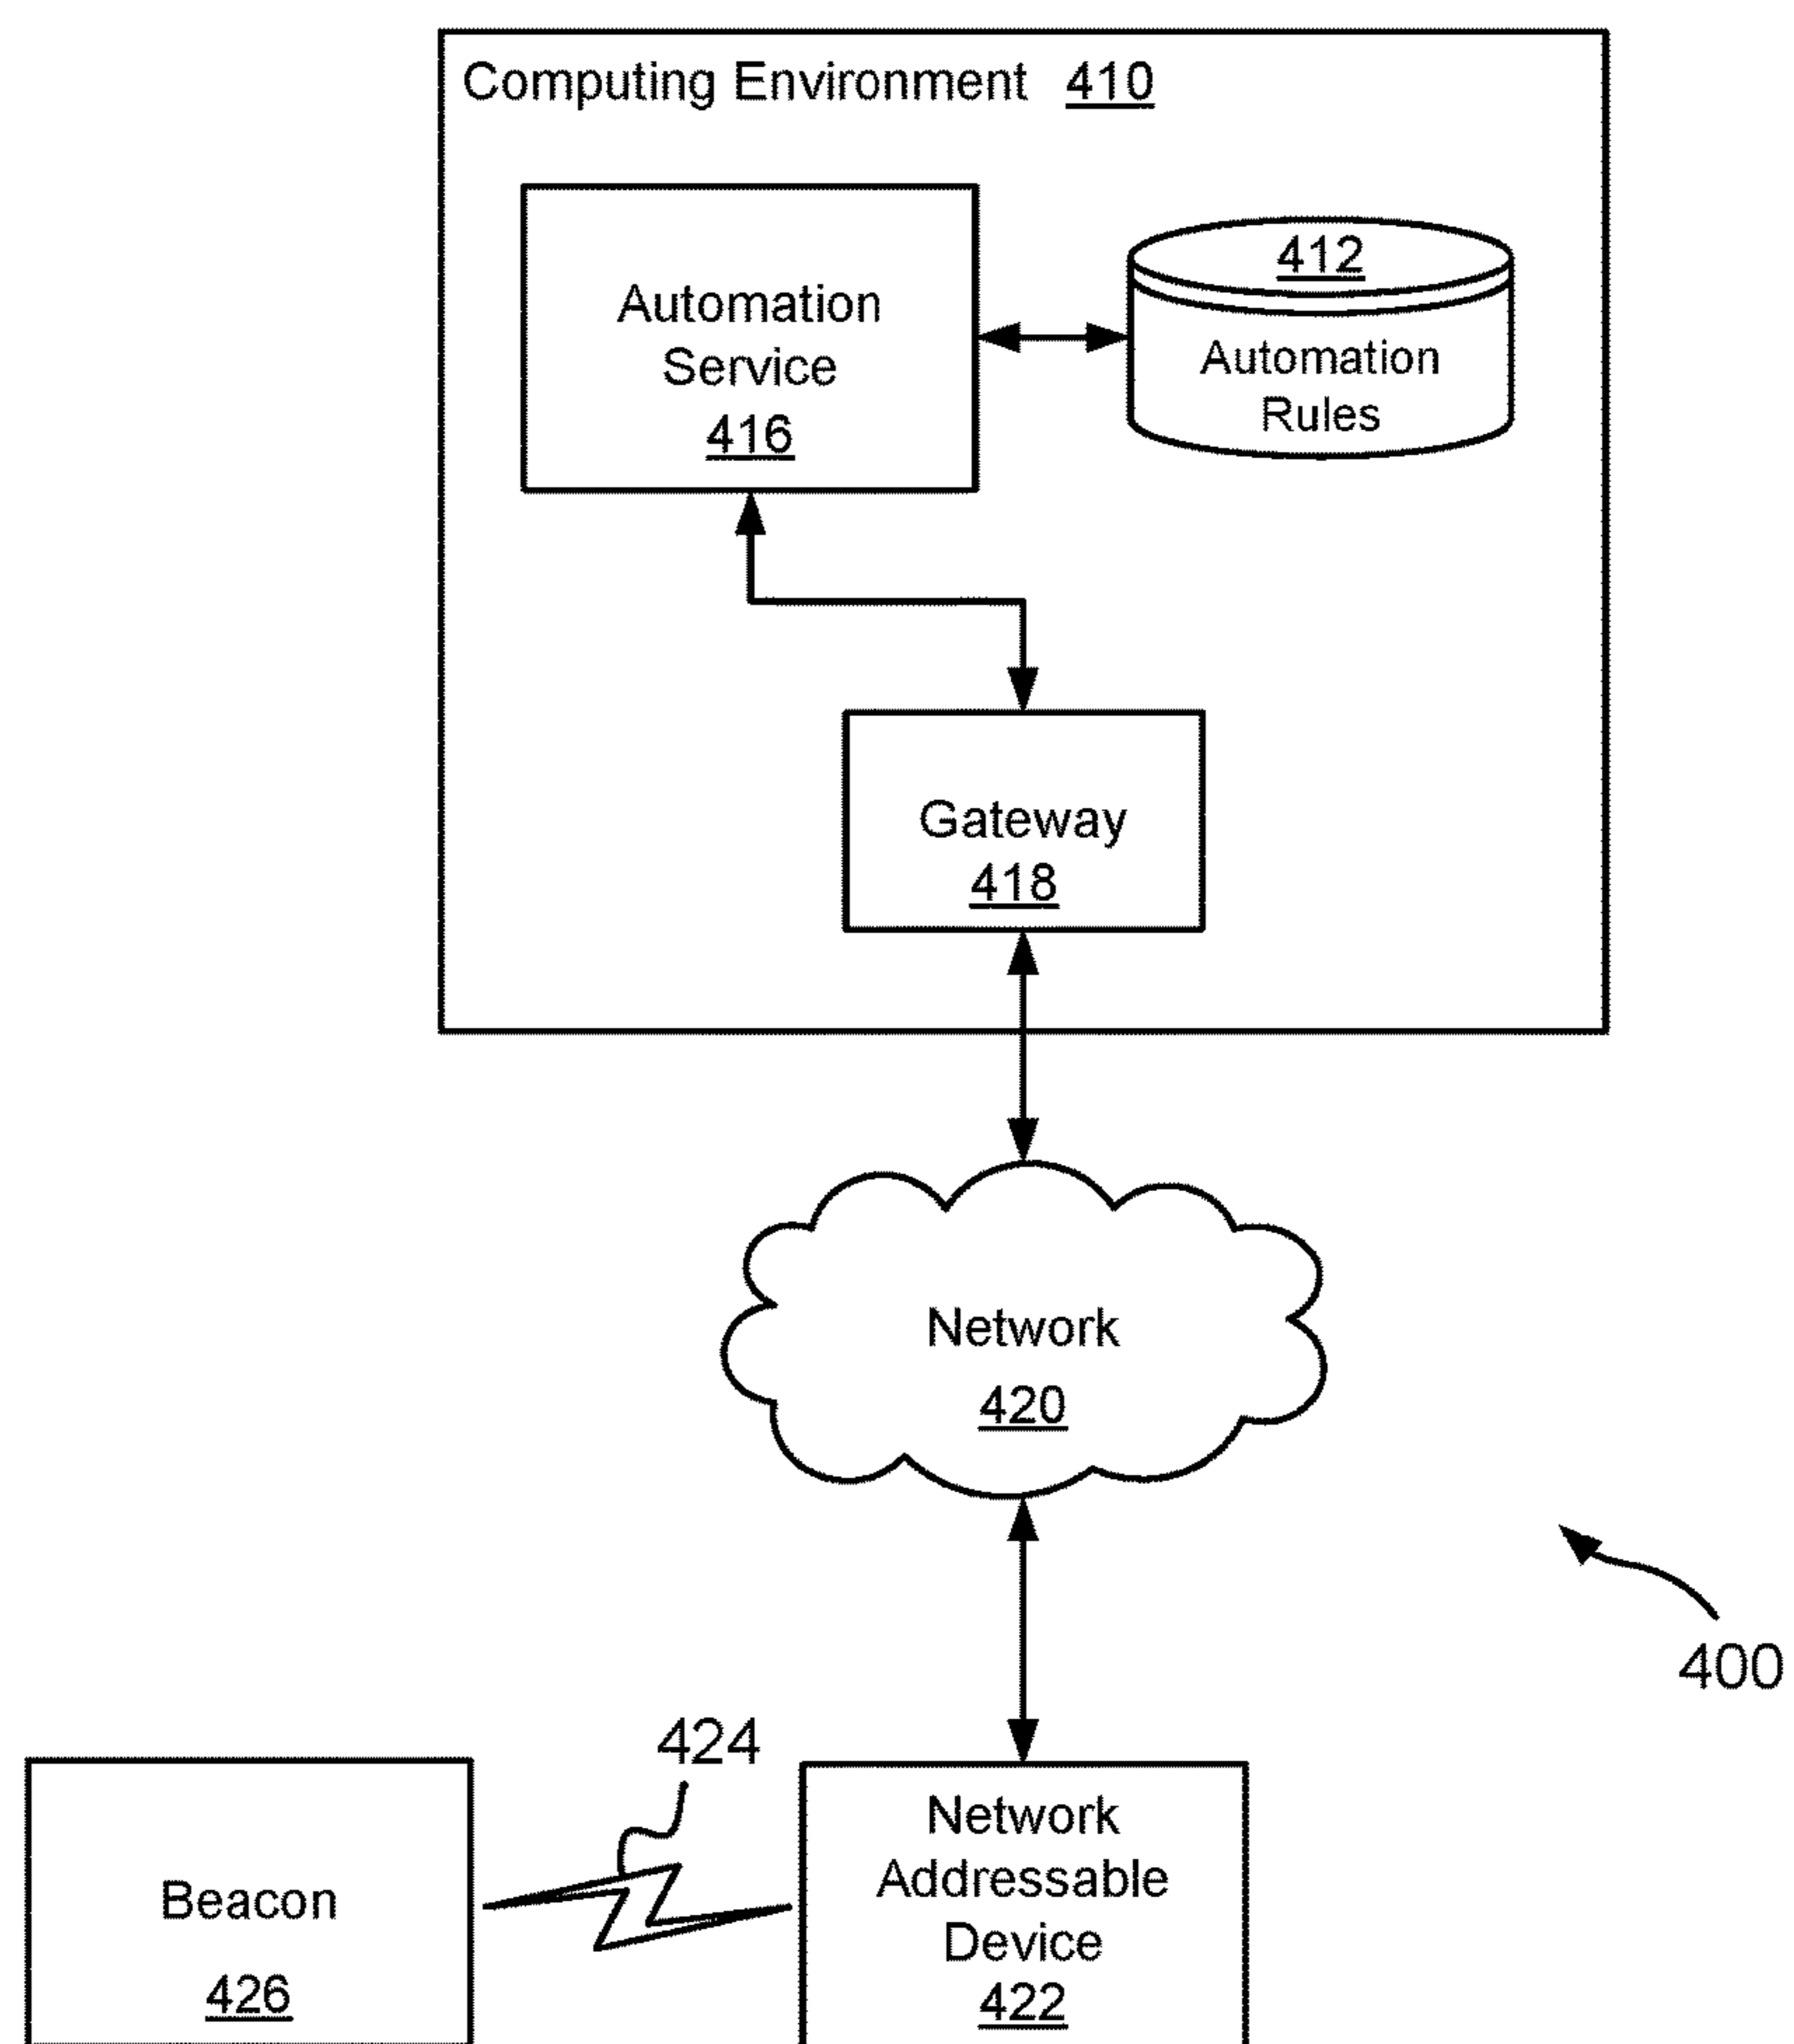 Computing Environment 410
Automation
Service
416
412
Automation
Rules
Gateway
418
Network
420
400
424
Beacon
426
Network
Addressable
Device
422